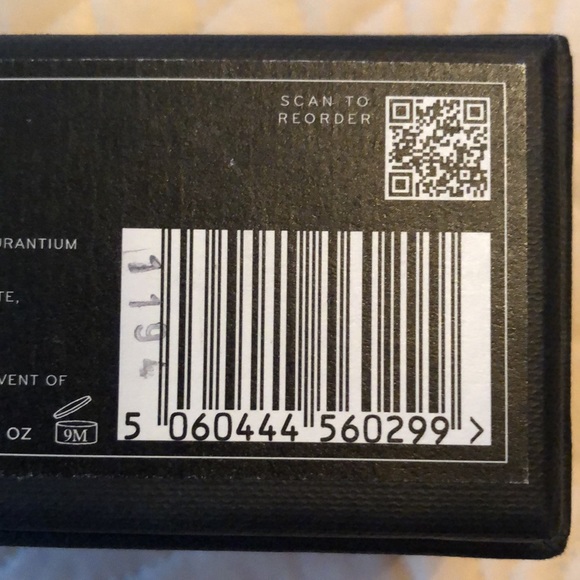 SCAN TO
REORDER
URANTIUM
TE,
VENT OF
OZ
9M
1194
5 060444 560299 >